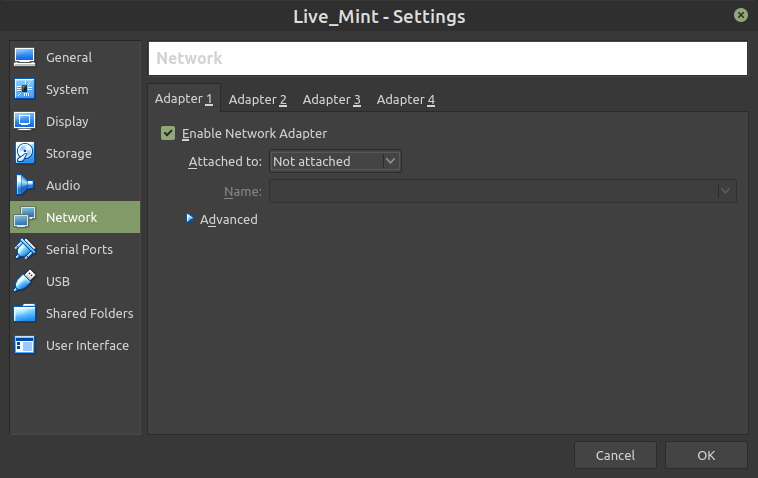 Live_Mint - Settings
General
System
Display
Storage
Audio
Network
Serial Ports
USB
Shared Folders
User Interface
Network
Adapter 1 Adapter 2 Adapter 3 Adapter 4
Enable Network Adapter
Attached to: Not attached
Name:
Advanced
Cancel OK